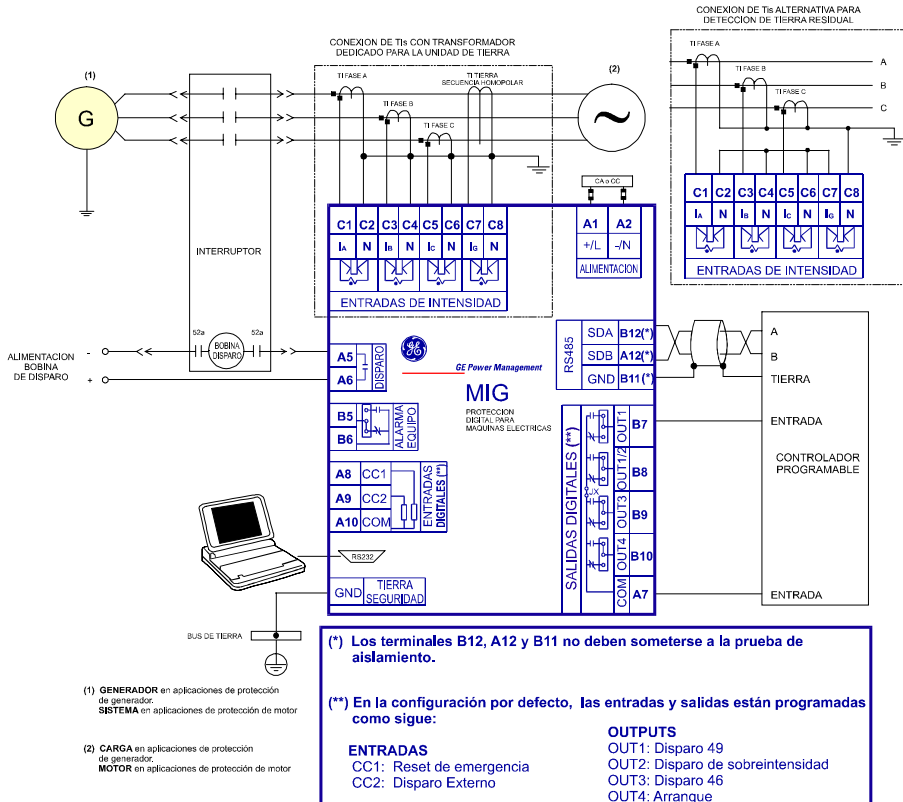 CONEXION DE TIs ALTERNATIVA PARA
DETECCION DE TIERRA RESIDUAL
CONEXION DE TIs CON TRANSFORMADOR
DEDICADO PARA LA UNIDAD DE TIERRA
TI FASE A
TI FASE B
TI FASE C
A
B
C
(1)
G
TI FASE A
TI FASE B
TI FASE C
TI TIERRA
SECUENCIA HOMOPOLAR
(2)
CA o CC
C1 C2 C3 C4 C5 C6 C7 C8
IA N IB N IC N IG N
ENTRADAS DE INTENSIDAD
C1 C2 C3 C4 C5 C6 C7 C8
IA N IB N IC N IG N
ENTRADAS DE INTENSIDAD
A1 A2
+/L -/N
ALIMENTACION
INTERRUPTOR
52a
BOBINA
DISPARO
52a
ALIMENTACION
BOBINA
DE DISPARO
-
+
A5
A6
DISPARO
GE Power Management
MIG
PROTECCION
DIGITAL PARA
MAQUINAS ELECTRICAS
B5
B6
ALARMA
EQUIPO
A8 CC1
A9 CC2
A10 COM
ENTRADAS
DIGITALES (**)
RS232
GND TIERRA
SEGURIDAD
BUS DE TIERRA
RS485
SDA B12(*)
SDB A12(*)
GND B11(*)
A
B
TIERRA
SALIDAS DIGITALES (**)
JX
OUT1 B7
OUT1/2 B8
OUT3 B9
OUT4 B10
COM A7
ENTRADA
CONTROLADOR
PROGRAMABLE
ENTRADA
(*) Los terminales B12, A12 y B11 no deben someterse a la prueba de
aislamiento.
(**) En la configuración por defecto, las entradas y salidas están programadas
como sigue:
ENTRADAS
CC1: Reset de emergencia
CC2: Disparo Externo
OUTPUTS
OUT1: Disparo 49
OUT2: Disparo de sobreintensidad
OUT3: Disparo 46
OUT4: Arranque
(1) GENERADOR en aplicaciones de protección
de generador.
SISTEMA en aplicaciones de protección de motor
(2) CARGA en aplicaciones de protección
de generador.
MOTOR en aplicaciones de protección de motor